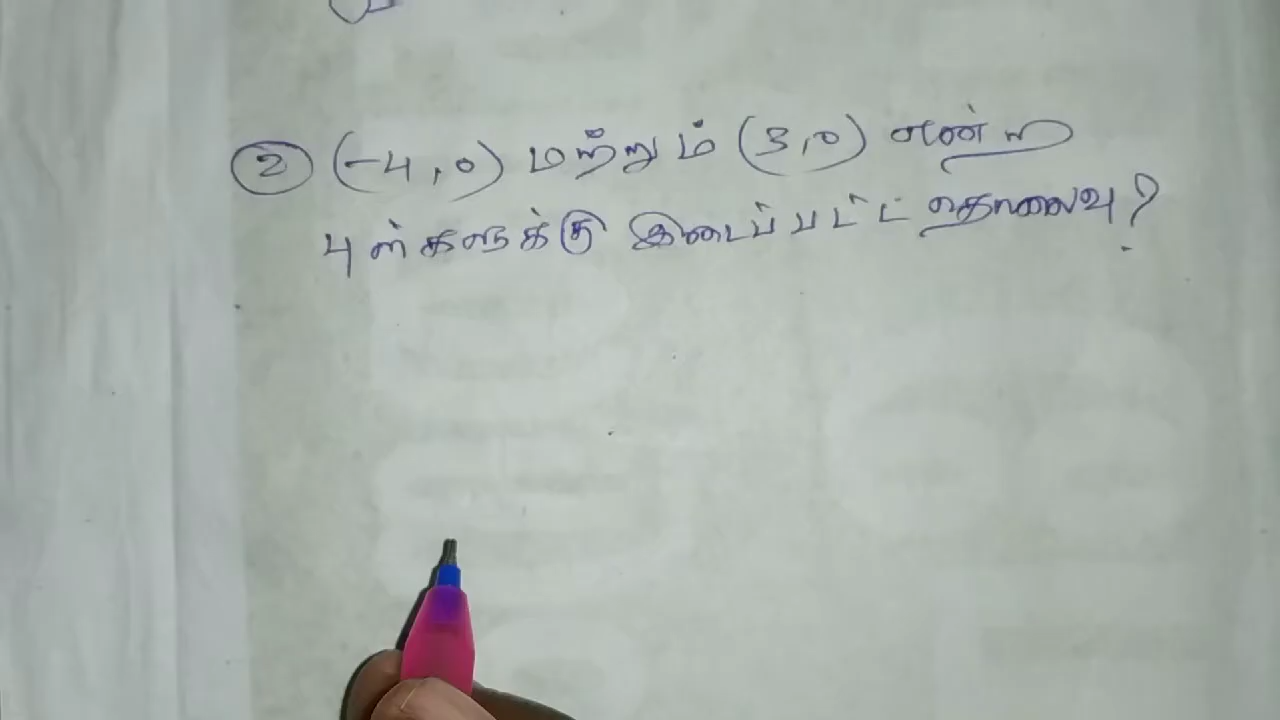 ② (-4, 0) மற்றும் (3, 0) என்ற
புள்களுக்கு இடைப்பட்ட தொலைவு?